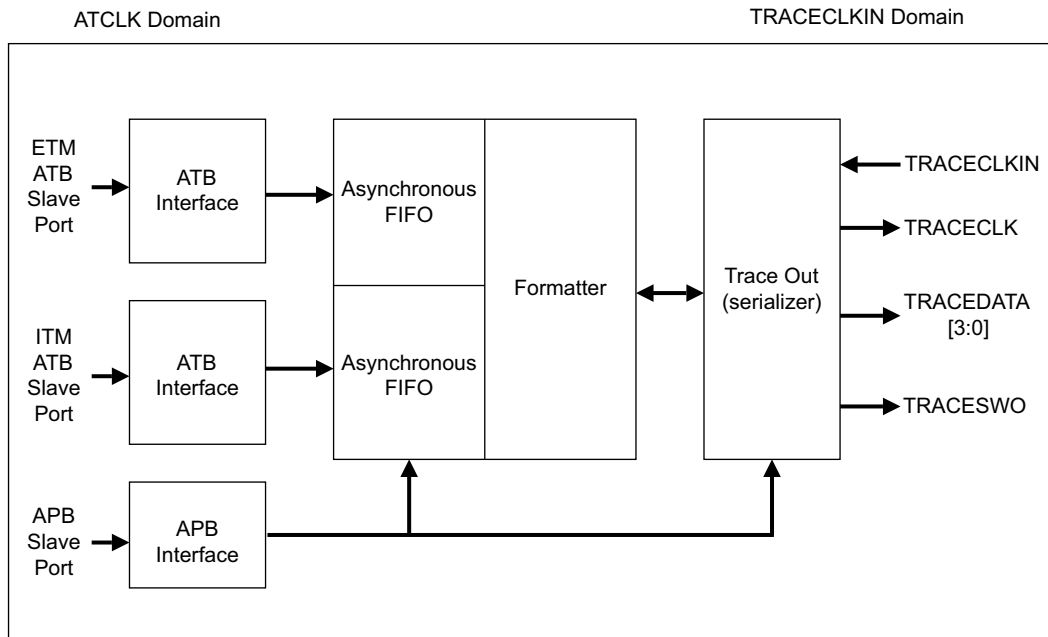 ATCLK Domain
TRACECLKIN Domain
ETM
ATB
Slave
Port
ATB
Interface
Asynchronous
FIFO
ITM
ATB
Slave
Port
ATB
Interface
Asynchronous
FIFO
APB
Slave
Port
APB
Interface
Formatter
Trace Out
(serializer)
TRACECLKIN
TRACECLK
TRACEDATA
[3:0]
TRACESWO